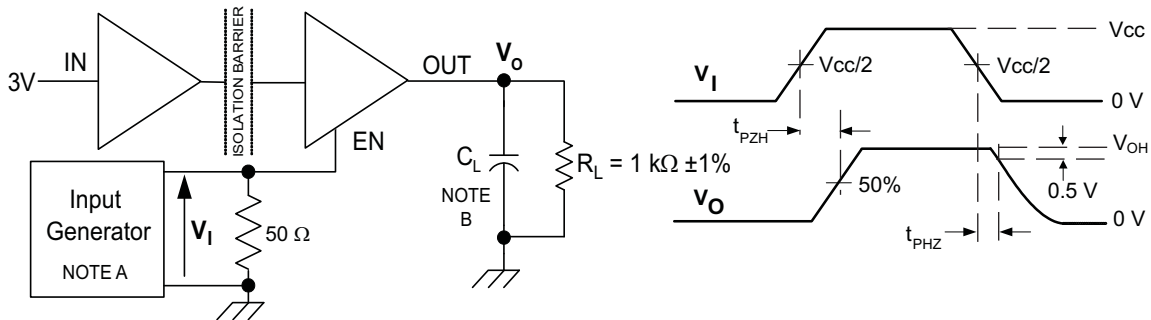 3V
IN
ISOLATION BARRIER
OUT
VO
EN
Input
Generator
NOTE A
VI
50 Ω
CL
NOTE
B
RL = 1 kΩ ±1%
Vcc
VI
Vcc/2
Vcc/2
0 V
tPZH
VOH
0.5 V
VO
50%
0 V
tPHZ